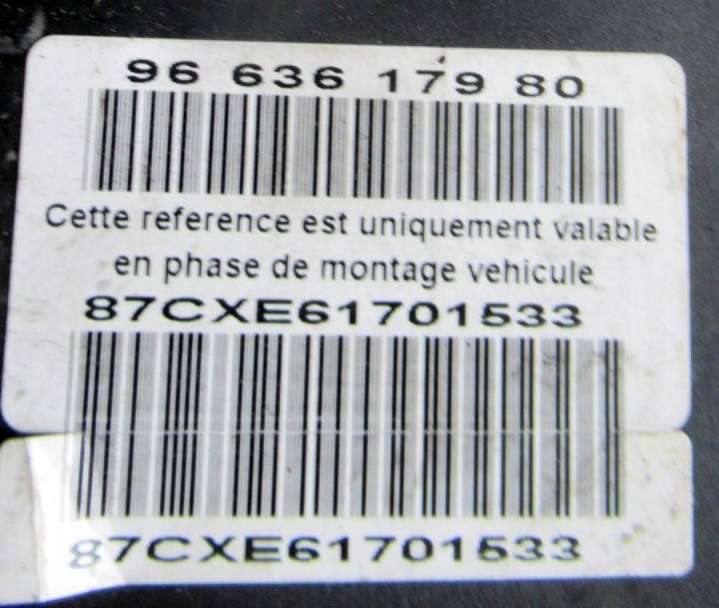 96 636 179 80
Cette reference est uniquement valable
en phase de montage vehicule
87CXE61701533
87CXE61701533